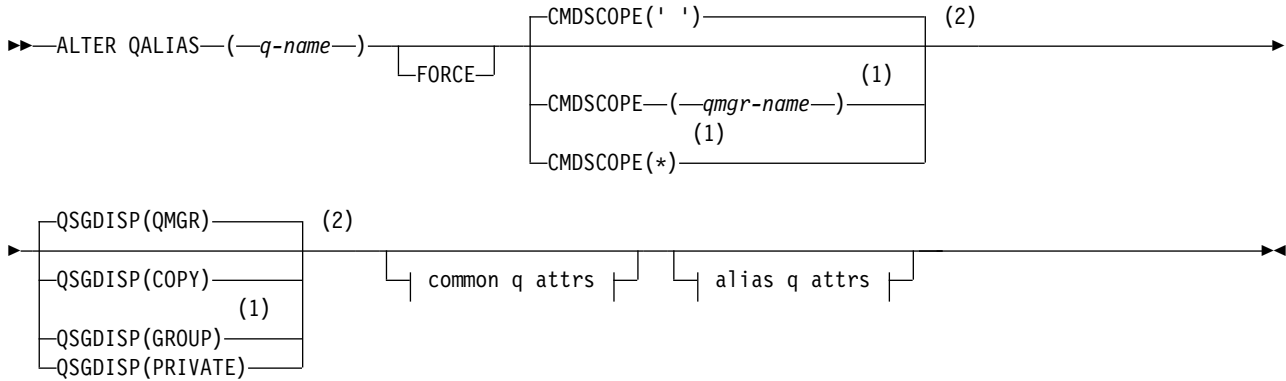 CMDSCOPE(' ') (2)
ALTER QALIAS ( q-name )
FORCE
(1)
CMDSCOPE ( qmgr-name )
(1)
CMDSCOPE(*)
QSGDISP(QMGR) (2)
QSGDISP(COPY)
common q attrs
alias q attrs
(1)
QSGDISP(GROUP)
QSGDISP(PRIVATE)